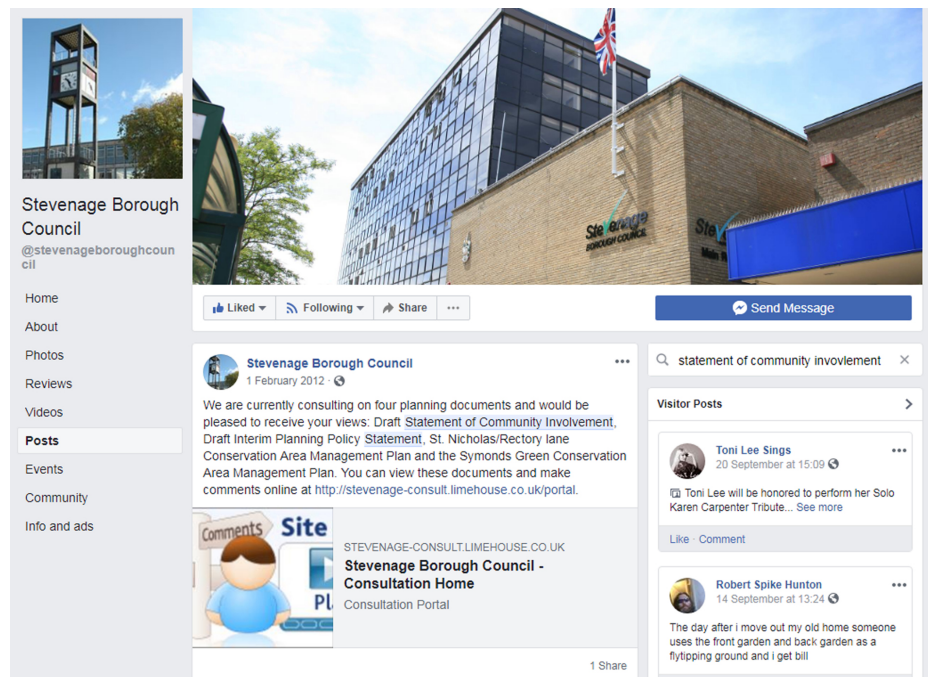 Stevenage Borough
Council
@stevenageboroughcoun
cil
Home
About
Photos
Reviews
Videos
Posts
Events
Community
Info and ads
Stevenage
BOROUGH COUNCIL
Liked
Following
Share
Send Message
Stevenage Borough Council
1 February 2012
We are currently consulting on four planning documents and would be
pleased to receive your views: Draft Statement of Community Involvement,
Draft Interim Planning Policy Statement, St. Nicholas/Rectory lane
Conservation Area Management Plan and the Symonds Green Conservation
Area Management Plan. You can view these documents and make
comments online at http://stevenage-consult.limehouse.co.uk/portal.
Comments
Site
STEVENAGE-CONSULT.LIMEHOUSE.CO.UK
Stevenage Borough Council -
Consultation Home
Consultation Portal
1 Share
statement of community invovlement
Visitor Posts
Toni Lee Sings
20 September at 15:09
Toni Lee will be honored to perform her Solo
Karen Carpenter Tribute... See more
Like · Comment
Robert Spike Hunton
14 September at 13:24
The day after i move out my old home someone
uses the front garden and back garden as a
flytipping ground and i get bill